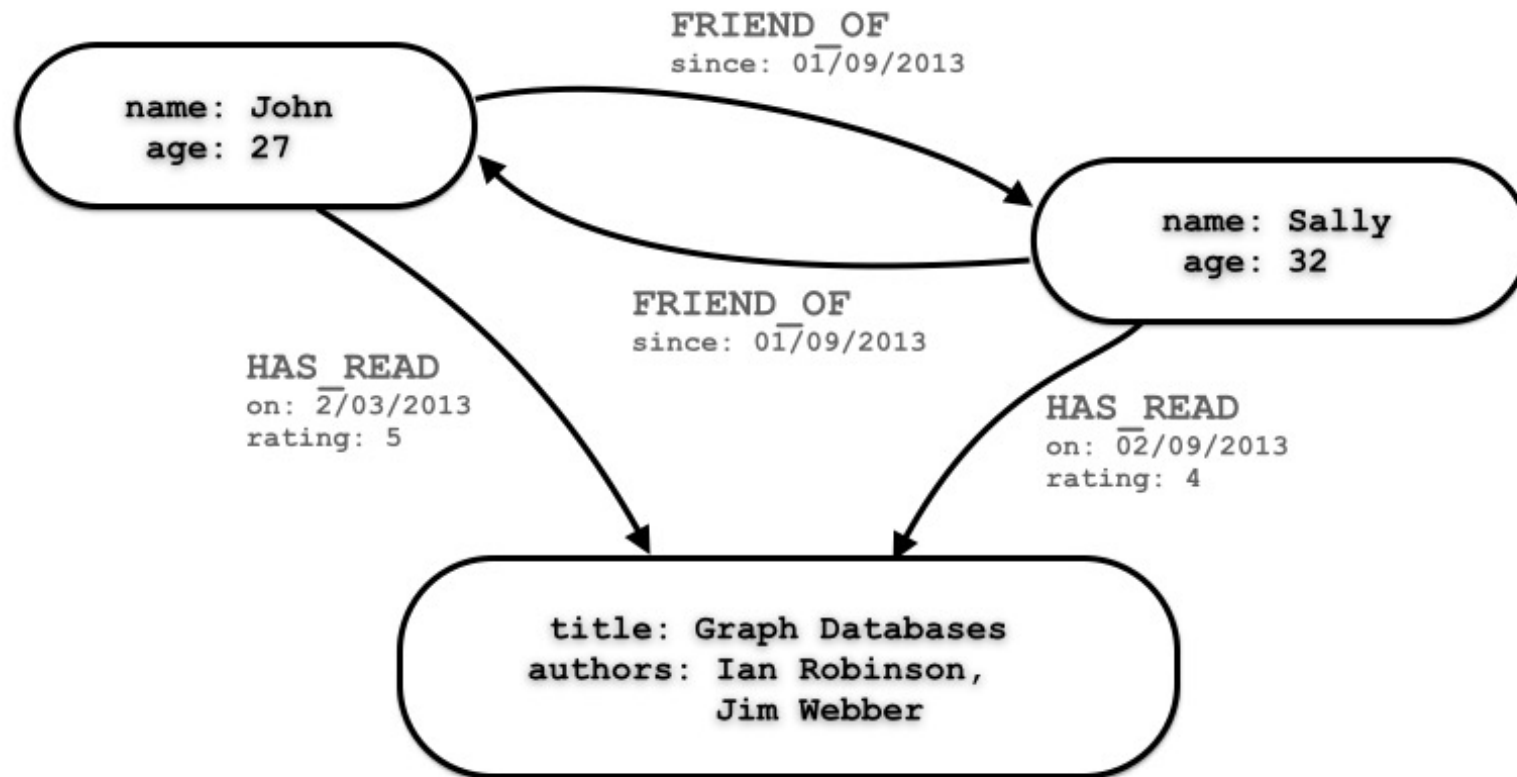 FRIEND_OF
since: 01/09/2013
name: John
age: 27
name: Sally
age: 32
FRIEND_OF
since: 01/09/2013
HAS_READ
on: 2/03/2013
rating: 5
HAS_READ
on: 02/09/2013
rating: 4
title: Graph Databases
authors: Ian Robinson,
Jim Webber